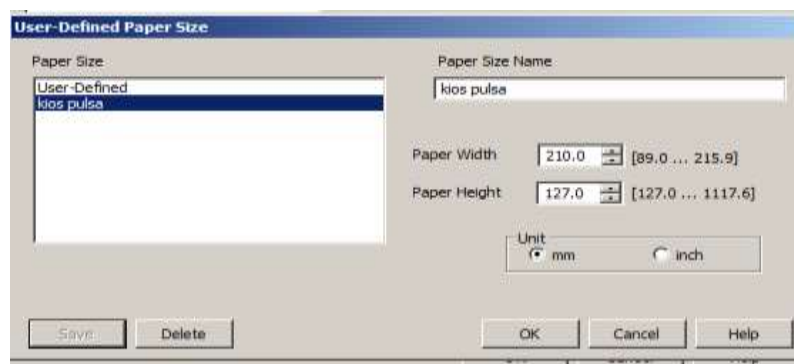 User-Defined Paper Size
Paper Size
User-Defined
kios pulsa
Paper Size Name
kios pulsa
Paper Width 210.0 [89.0 ... 215.9]
Paper Height 127.0 [127.0 ... 1117.6]
Unit
mm inch
Save Delete OK Cancel Help